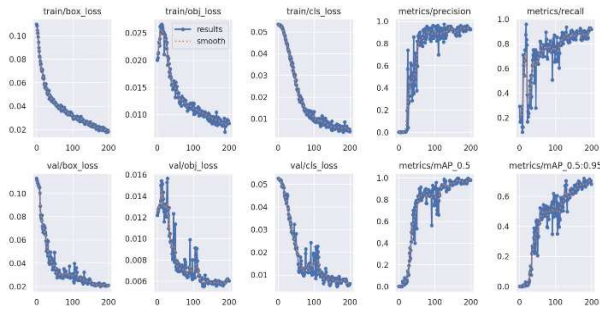 train/box_loss
train/obj_loss
train/cls_loss
metrics/precision
metrics/recall
0.10
0.08
0.06
0.04
0.02
0.025
0.020
0.015
0.010
results
smooth
0.05
0.04
0.03
0.02
0.01
1.0
0.8
0.6
0.4
0.2
0.0
0.8
0.6
0.4
0.2
0.0
0 100 200
0 100 200
0 100 200
0 100 200
0 100 200
val/box_loss
val/obj_loss
val/cls_loss
metrics/mAP_0.5
metrics/mAP_0.5:0.95
0.10
0.08
0.06
0.04
0.02
0.016
0.014
0.012
0.010
0.008
0.006
0.05
0.04
0.03
0.02
0.01
1.0
0.8
0.6
0.4
0.2
0.0
0.6
0.4
0.2
0.0
0 100 200
0 100 200
0 100 200
0 100 200
0 100 200